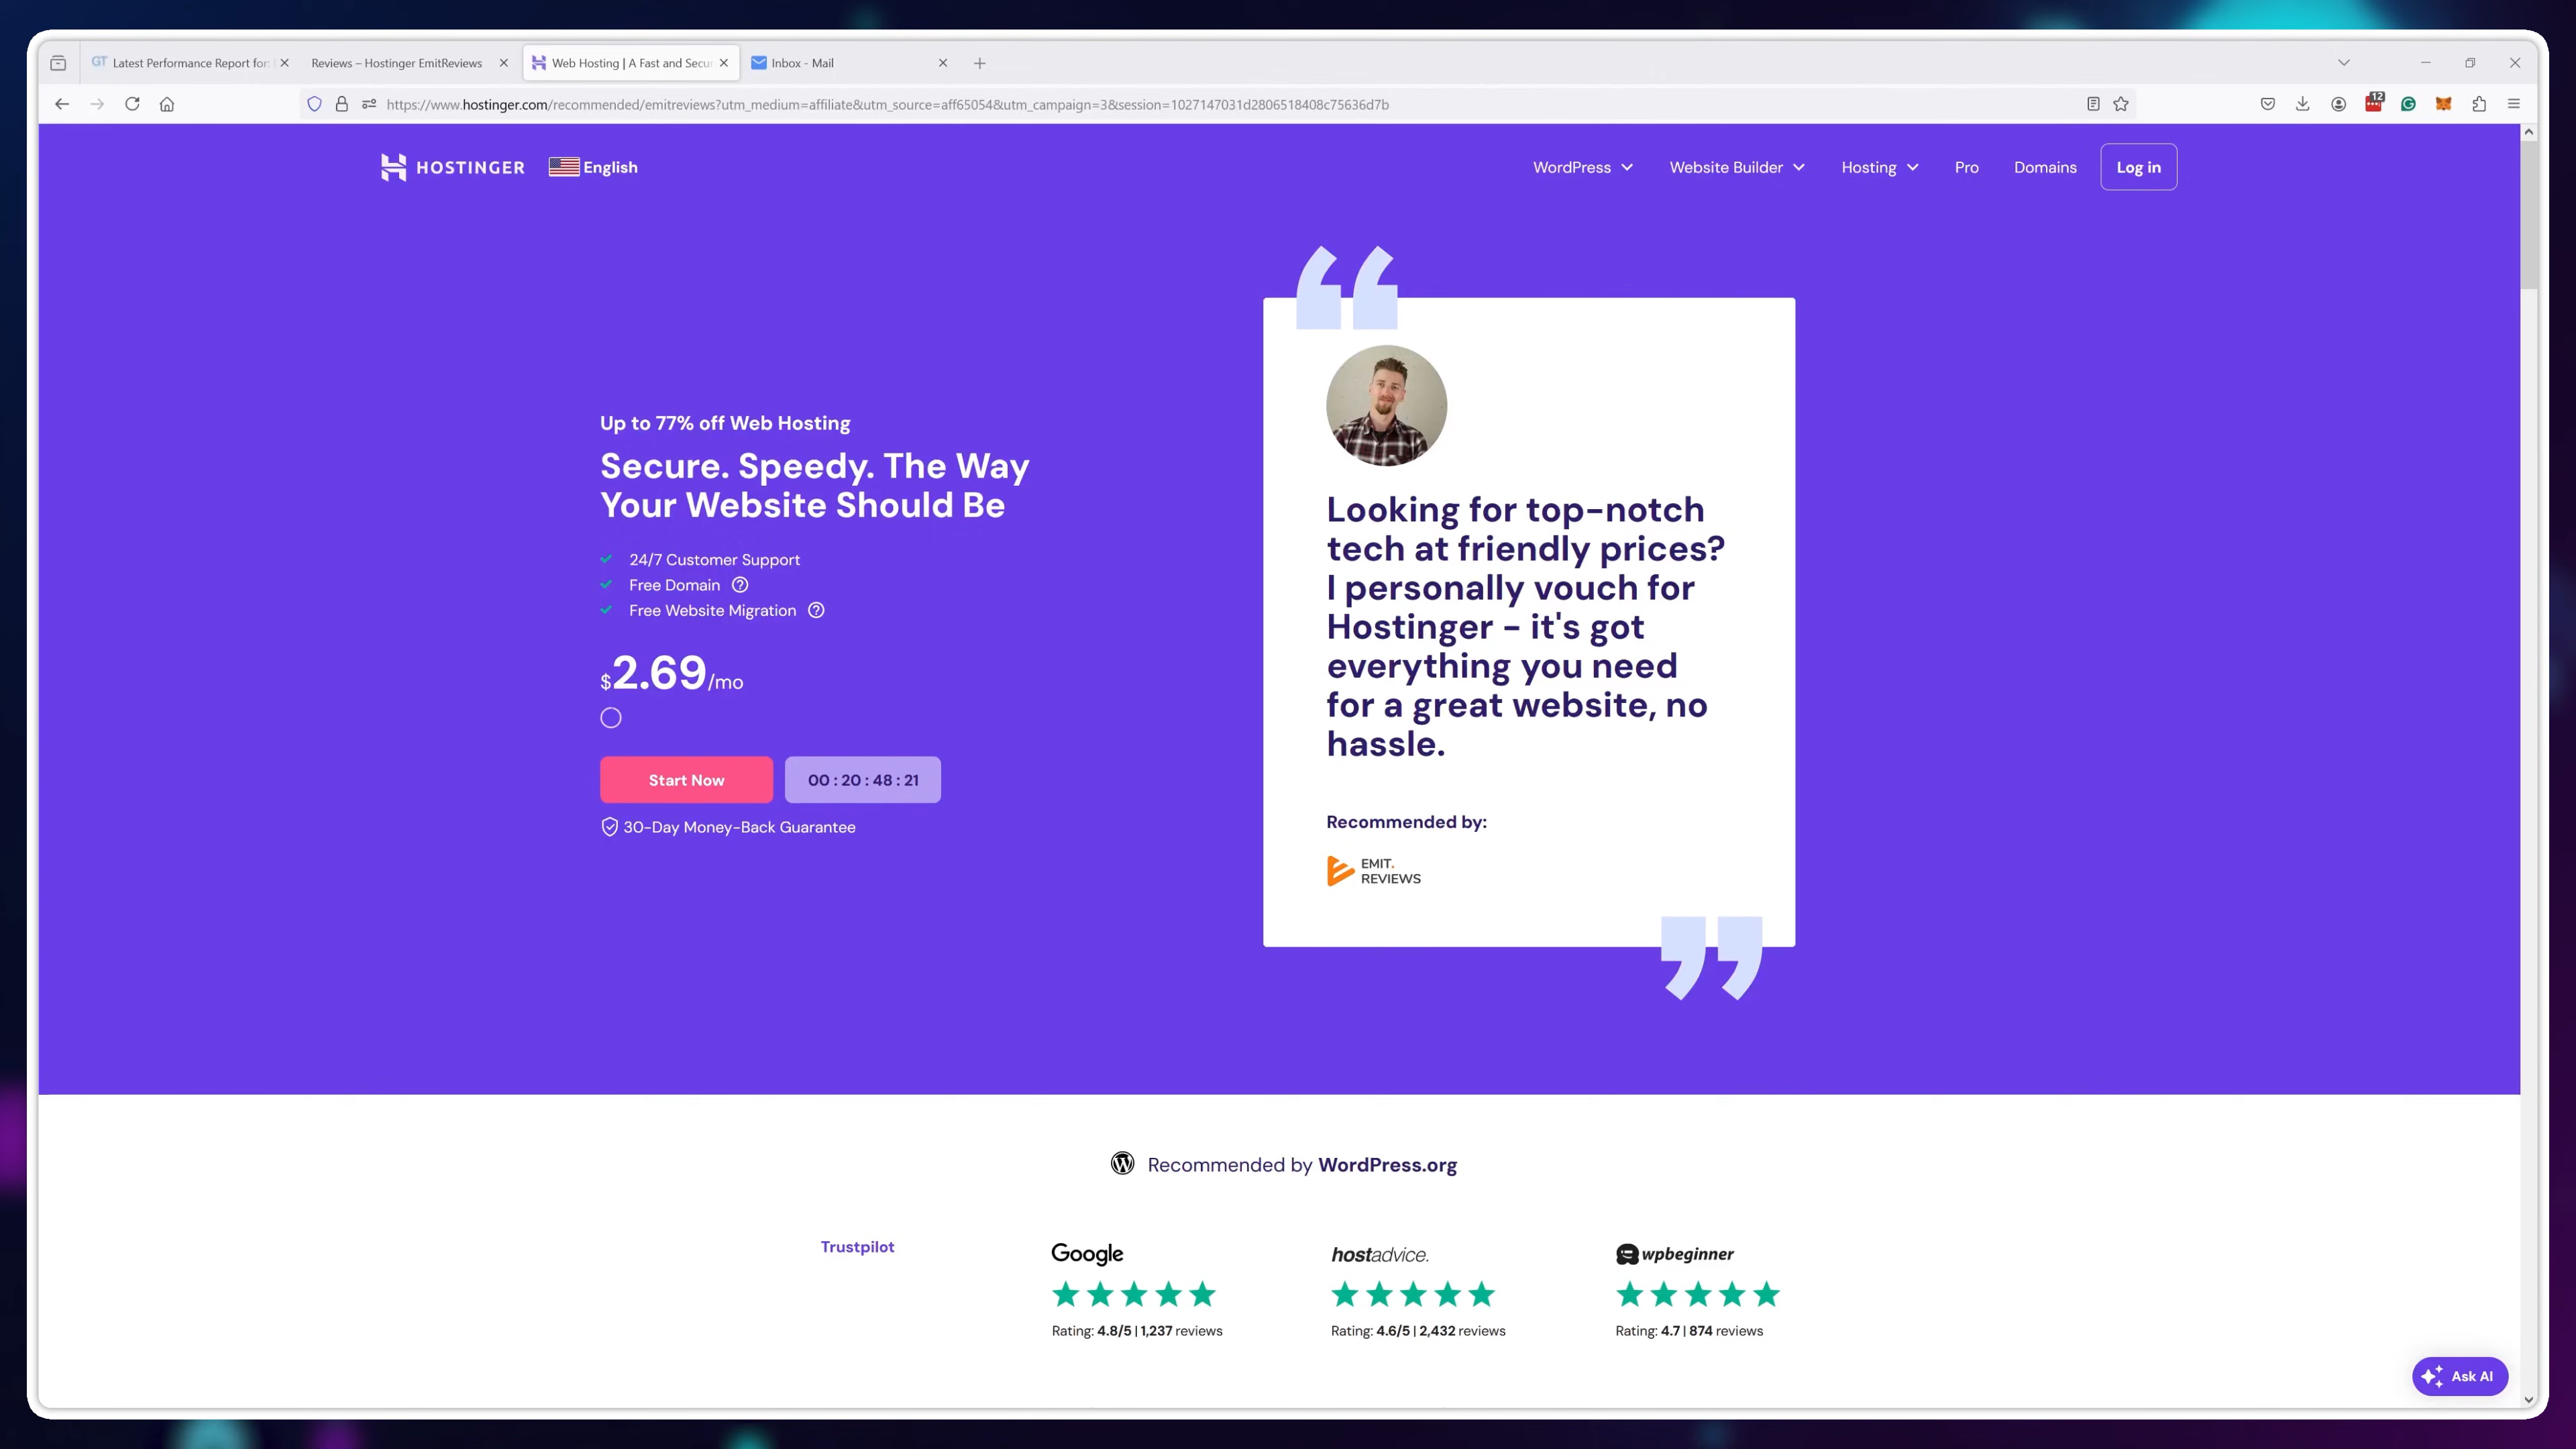 GT Latest Performance Report for:
Reviews – Hostinger EmitReviews
Web Hosting | A Fast and Secur
Inbox - Mail
https://www.hostinger.com/recommended/emitreviews?utm_medium=affiliate&utm_source=aff65054&utm_campaign=3&session=1027147031d2806518408c75636d7b
12
HOSTINGER
English
WordPress
Website Builder
Hosting
Pro
Domains
Log in
Up to 77% off Web Hosting
Secure. Speedy. The Way
Your Website Should Be
24/7 Customer Support
Free Domain
Free Website Migration
$2.69/mo
Start Now
00 : 20 : 48 : 21
30-Day Money-Back Guarantee
“
Looking for top-notch
tech at friendly prices?
I personally vouch for
Hostinger - it's got
everything you need
for a great website, no
hassle.
Recommended by:
EMIT.
REVIEWS
”
Recommended by WordPress.org
Trustpilot
Google
Rating: 4.8/5 | 1,237 reviews
hostadvice.
Rating: 4.6/5 | 2,432 reviews
wpbeginner
Rating: 4.7 | 874 reviews
Ask AI